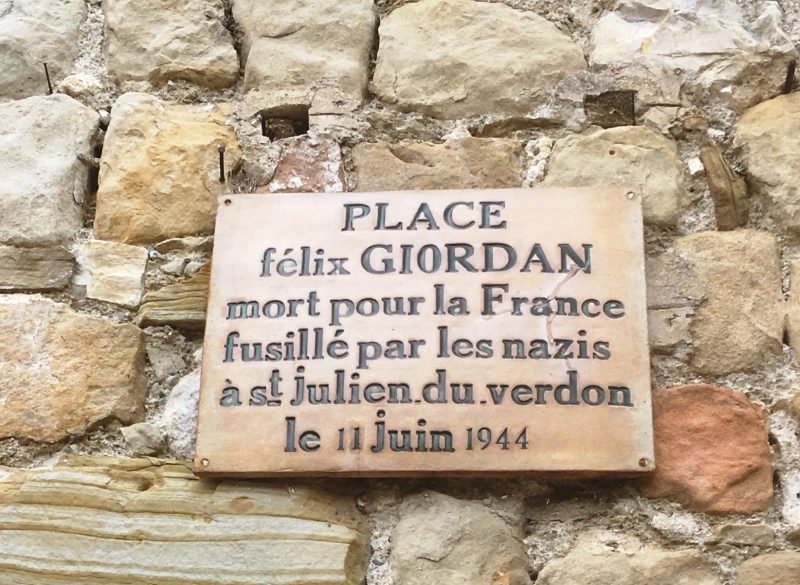 PLACE
félix GIORDAN
mort pour la France
fusillé par les nazis
à st julien.du.verdon
le 11 juin 1944